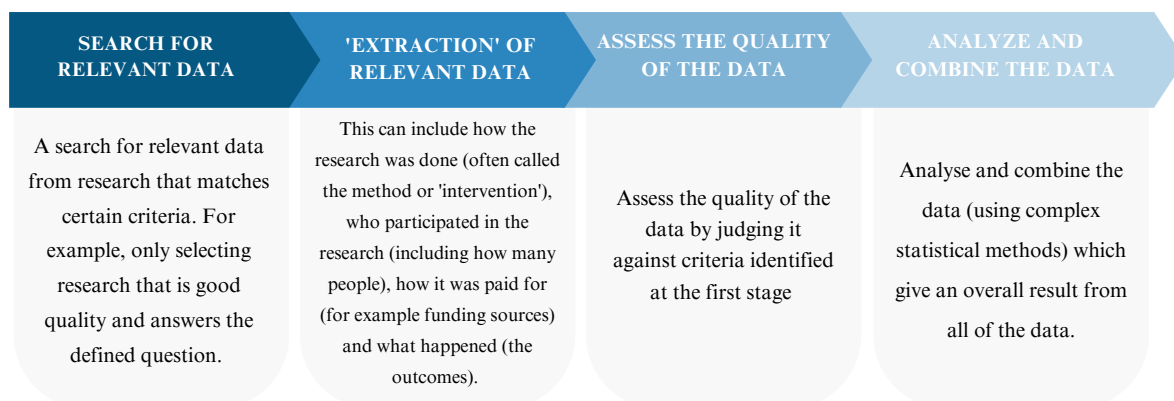 SEARCH FOR
RELEVANT DATA
A search for relevant data
from research that matches
certain criteria. For
example, only selecting
research that is good
quality and answers the
defined question.
'EXTRACTION' OF
RELEVANT DATA
This can include how the
research was done (often called
the method or 'intervention'),
who participated in the
research (including how many
people), how it was paid for
(for example funding sources)
and what happened (the
outcomes).
ASSESS THE QUALITY
OF THE DATA
Assess the quality of the
data by judging it
against criteria identified
at the first stage
ANALYZE AND
COMBINE THE DATA
Analyse and combine the
data (using complex
statistical methods) which
give an overall result from
all of the data.